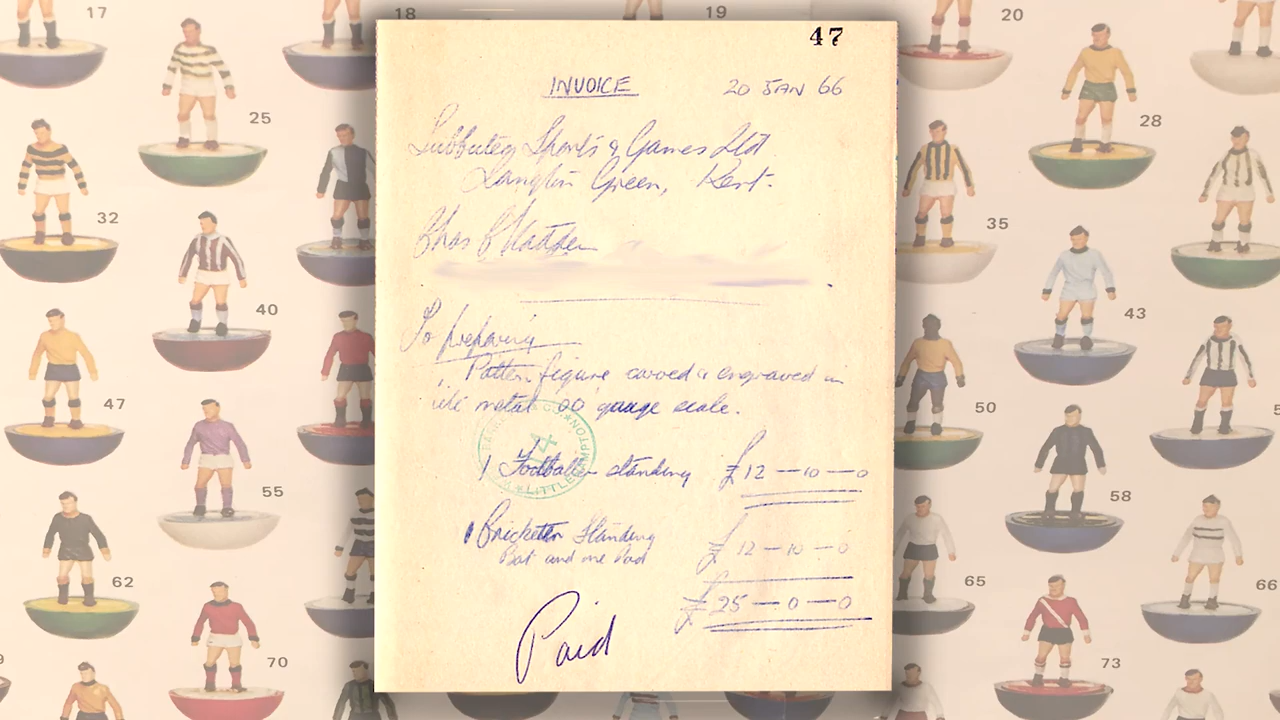 17
18
19
20
25
28
32
35
40
43
47
50
55
58
62
65
66
70
73
47
INVOICE 20 JAN 66
Subbuteo Sports & Games Ltd
Langton Green, Kent.
Chas
To preparing
Pattern figure carved & engraved in
metal 00 gauge scale.
LITTLEHAMPTON
1 Footballer standing £12—10—0
1 Cricketer Standing
Bat and one Pad £12—10—0
£25—0—0
Paid